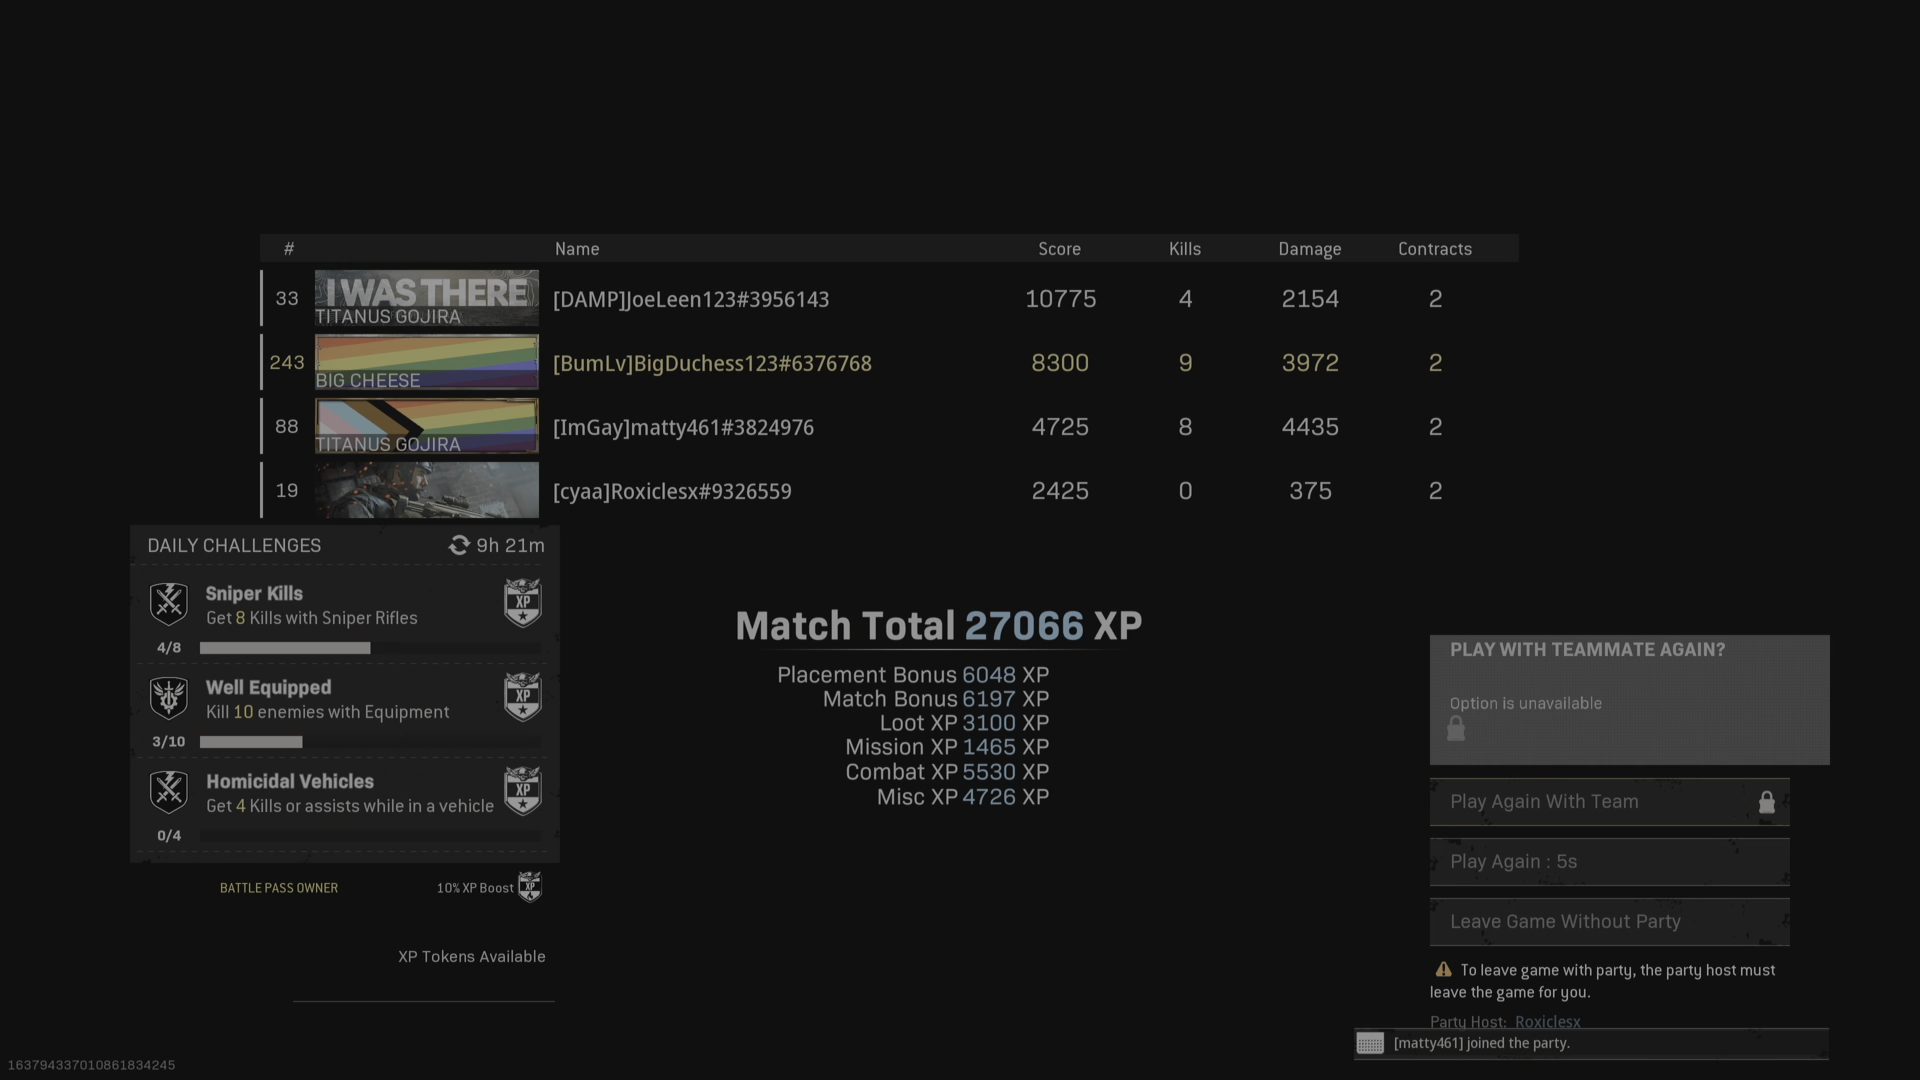 # Name Score Kills Damage Contracts
33 I WAS THERE TITANUS GOJIRA [DAMP]JoeLeen123#3956143 10775 4 2154 2
243 BIG CHEESE [BumLv]BigDuchess123#6376768 8300 9 3972 2
88 TITANUS GOJIRA [ImGay]matty461#3824976 4725 8 4435 2
19 [cyaa]Roxiclesx#9326559 2425 0 375 2
DAILY CHALLENGES 9h 21m
Sniper Kills
Get 8 Kills with Sniper Rifles
XP
4/8
Well Equipped
Kill 10 enemies with Equipment
XP
3/10
Homicidal Vehicles
Get 4 Kills or assists while in a vehicle
XP
0/4
BATTLE PASS OWNER 10% XP Boost XP
XP Tokens Available
Match Total 27066 XP
Placement Bonus 6048 XP
Match Bonus 6197 XP
Loot XP 3100 XP
Mission XP 1465 XP
Combat XP 5530 XP
Misc XP 4726 XP
PLAY WITH TEAMMATE AGAIN?
Option is unavailable
Play Again With Team
Play Again : 5s
Leave Game Without Party
To leave game with party, the party host must
leave the game for you.
Party Host: Roxiclesx
[matty461] joined the party.
163794337010861834245